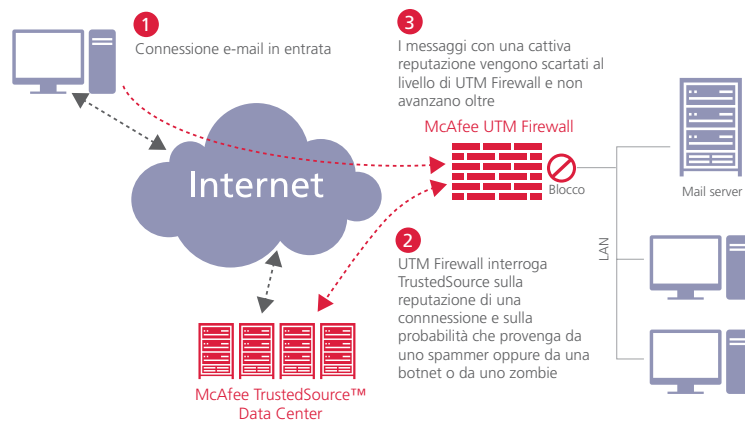 1
Connessione e-mail in entrata
3
I messaggi con una cattiva
reputazione vengono scartati al
livello di UTM Firewall e non
avanzano oltre
McAfee UTM Firewall
Internet
Blocco
Mail server
LAN
2
UTM Firewall interroga
TrustedSource sulla
reputazione di una
connnessione e sulla
probabilità che provenga da
uno spammer oppure da una
botnet o da uno zombie
McAfee TrustedSource™
Data Center